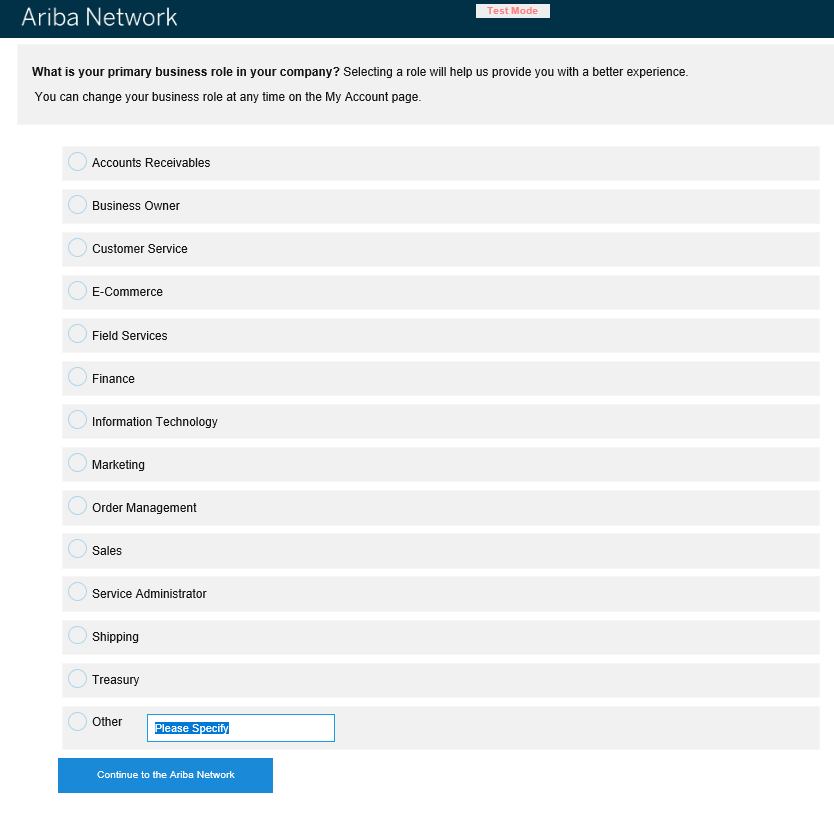 Ariba Network
Test Mode
What is your primary business role in your company? Selecting a role will help us provide you with a better experience.
You can change your business role at any time on the My Account page.
Accounts Receivables
Business Owner
Customer Service
E-Commerce
Field Services
Finance
Information Technology
Marketing
Order Management
Sales
Service Administrator
Shipping
Treasury
Other
Please Specify
Continue to the Ariba Network